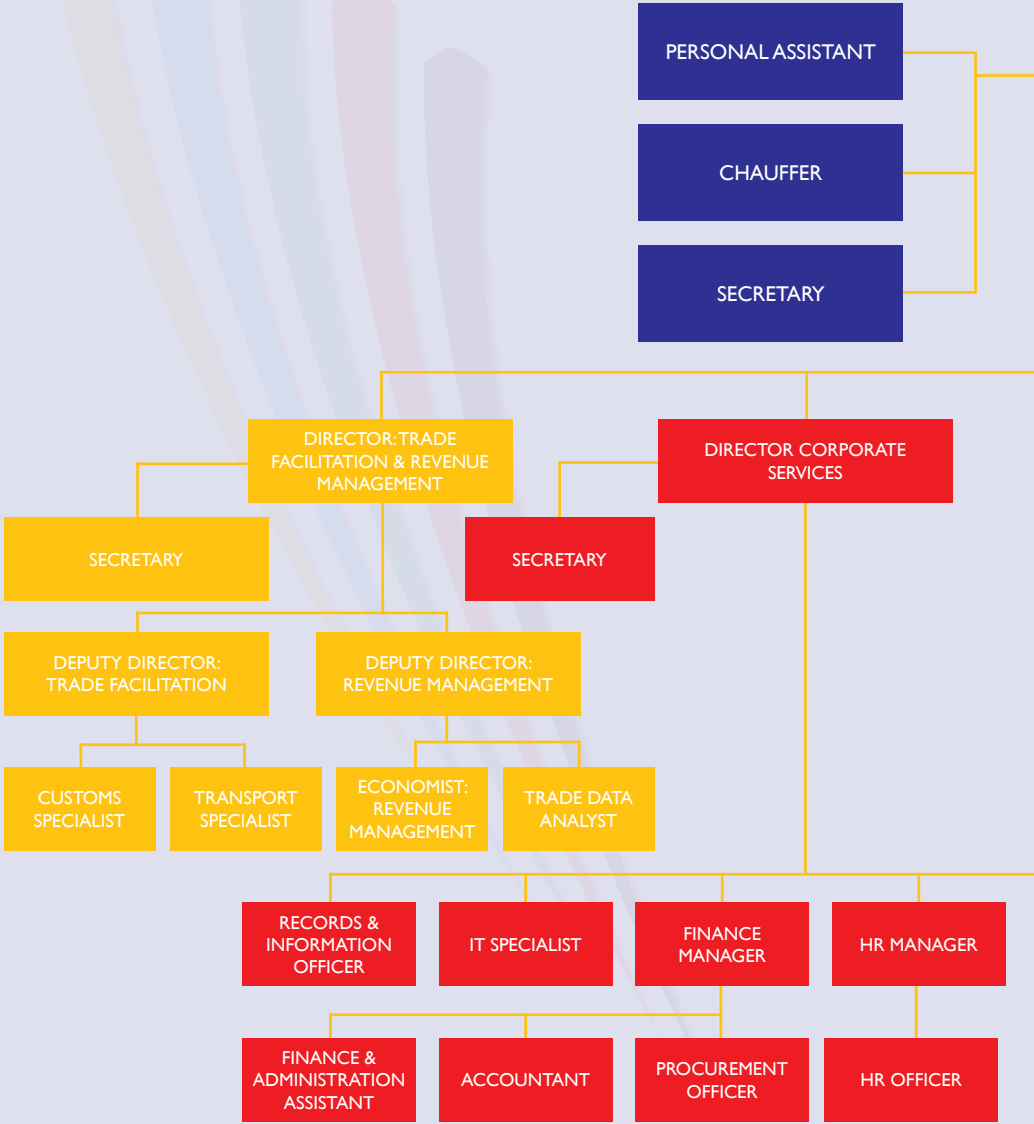 PERSONAL ASSISTANT
CHAUFFER
SECRETARY
DIRECTOR: TRADE
FACILITATION & REVENUE
MANAGEMENT
DIRECTOR CORPORATE
SERVICES
SECRETARY
SECRETARY
DEPUTY DIRECTOR:
TRADE FACILITATION
DEPUTY DIRECTOR:
REVENUE MANAGEMENT
CUSTOMS
SPECIALIST
TRANSPORT
SPECIALIST
ECONOMIST:
REVENUE
MANAGEMENT
TRADE DATA
ANALYST
RECORDS &
INFORMATION
OFFICER
IT SPECIALIST
FINANCE
MANAGER
HR MANAGER
FINANCE &
ADMINISTRATION
ASSISTANT
ACCOUNTANT
PROCUREMENT
OFFICER
HR OFFICER